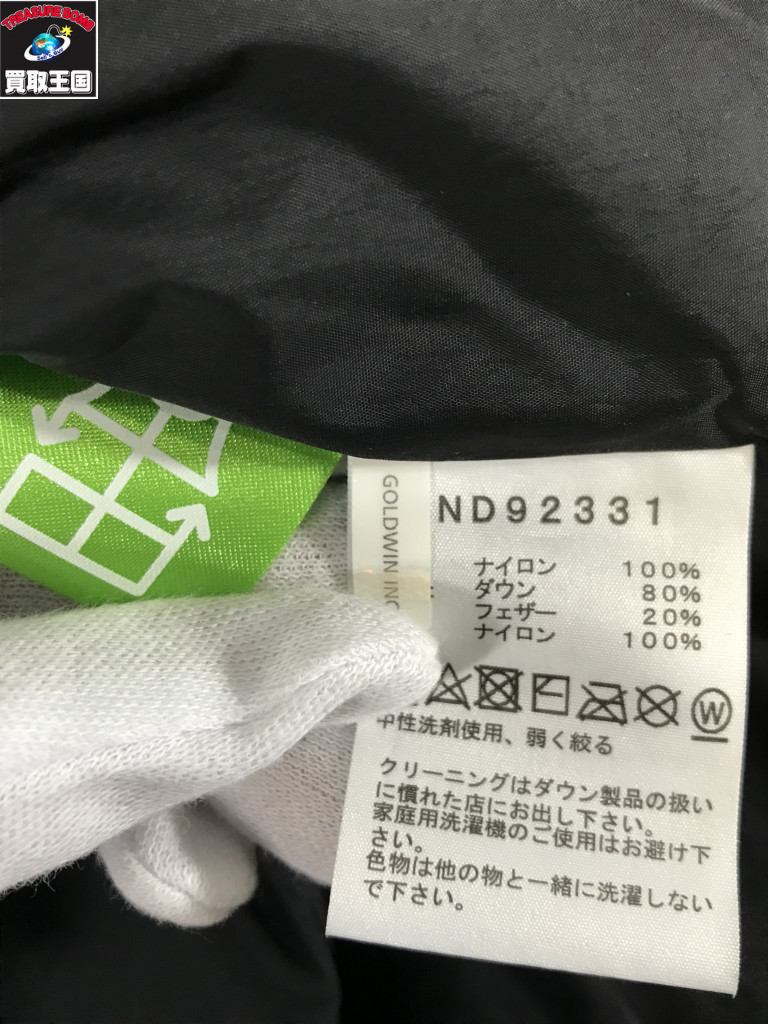 TREASURE BOMB
買取王国
GOLDWIN INC
ND92331
ナイロン 100%
ダウン 80%
フェザー 20%
ナイロン 100%
W
中性洗剤使用、弱く絞る
クリーニングはダウン製品の扱い
に慣れた店にお出し下さい。
家庭用洗濯機のご使用はお避け下
さい。
色物は他の物と一緒に洗濯しない
で下さい。